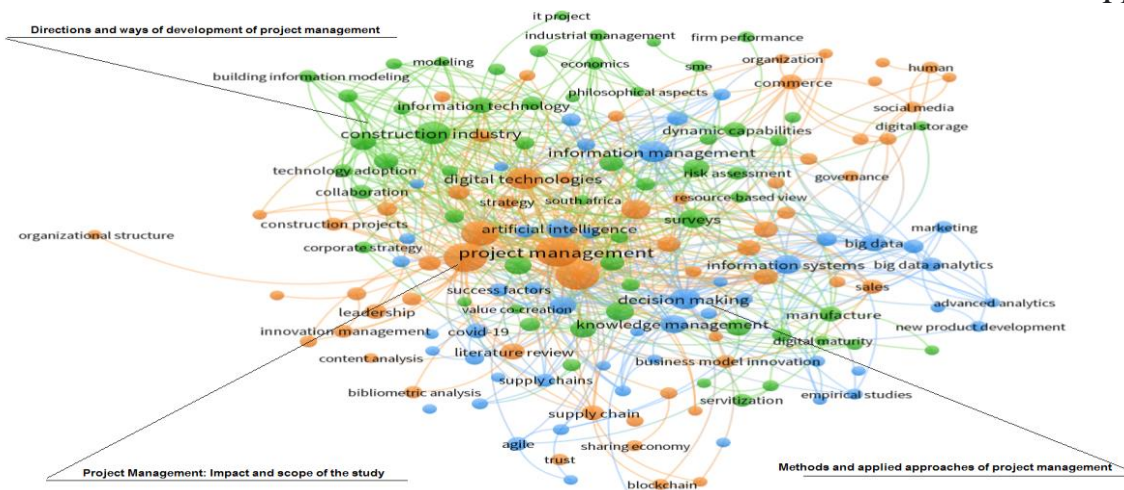 it project
Directions and ways of development of project management
industrial management
firm performance
modeling
economics
sme
organization
human
building information modeling
commerce
philosophical aspects
information technology
social media
construction industry
dynamic capabilities
digital storage
information management
technology adoption
digital technologies
risk assessment
governance
collaboration
strategy
south africa
resource-based view
construction projects
surveys
marketing
organizational structure
artificial intelligence
big data
corporate strategy
project management
information systems
big data analytics
success factors
decision making
sales
advanced analytics
leadership
value co-creation
manufacture
innovation management
covid-19
knowledge management
new product development
content analysis
literature review
digital maturity
business model innovation
bibliometric analysis
supply chains
servitization
empirical studies
supply chain
agile
sharing economy
trust
Project Management: Impact and scope of the study
Methods and applied approaches of project management
blockchain